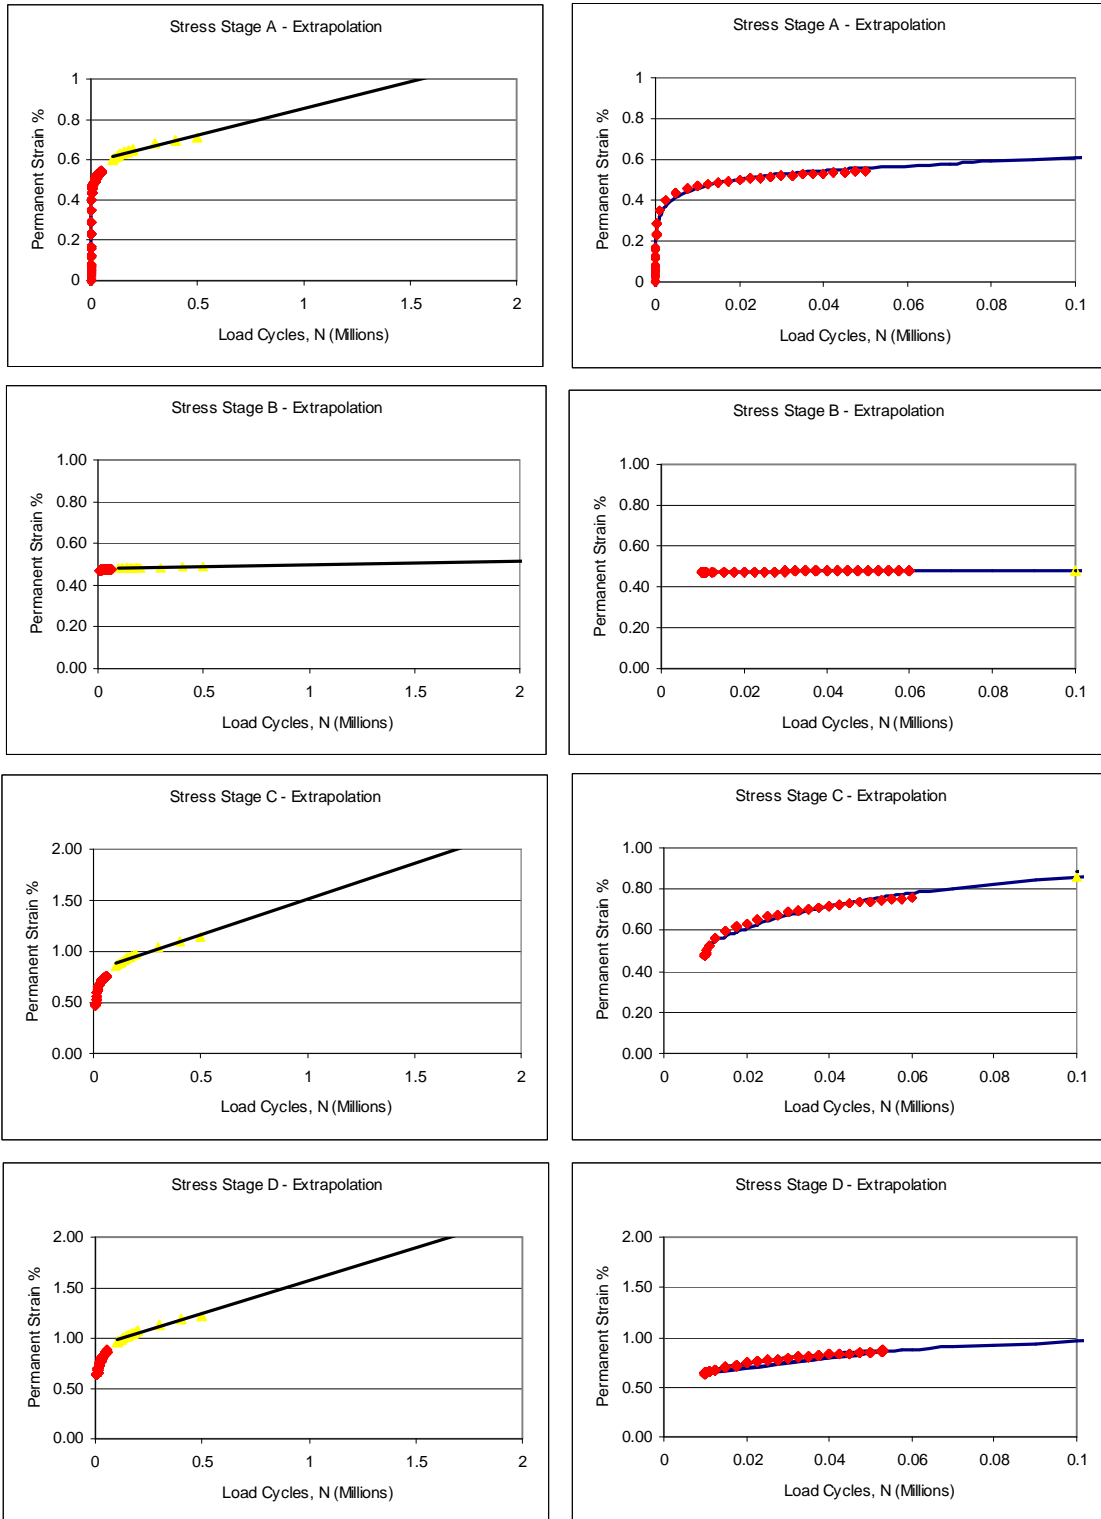 Stress Stage A - Extrapolation
Permanent Strain %
1
0.8
0.6
0.4
0.2
0
0 0.5 1 1.5 2
Load Cycles, N (Millions)
Stress Stage A - Extrapolation
Permanent Strain %
1
0.8
0.6
0.4
0.2
0
0 0.02 0.04 0.06 0.08 0.1
Load Cycles, N (Millions)
Stress Stage B - Extrapolation
Permanent Strain %
1.00
0.80
0.60
0.40
0.20
0.00
0 0.5 1 1.5 2
Load Cycles, N (Millions)
Stress Stage B - Extrapolation
Permanent Strain %
1.00
0.80
0.60
0.40
0.20
0.00
0 0.02 0.04 0.06 0.08 0.1
Load Cycles, N (Millions)
Stress Stage C - Extrapolation
Permanent Strain %
2.00
1.50
1.00
0.50
0.00
0 0.5 1 1.5 2
Load Cycles, N (Millions)
Stress Stage C - Extrapolation
Permanent Strain %
1.00
0.80
0.60
0.40
0.20
0.00
0 0.02 0.04 0.06 0.08 0.1
Load Cycles, N (Millions)
Stress Stage D - Extrapolation
Permanent Strain %
2.00
1.50
1.00
0.50
0.00
0 0.5 1 1.5 2
Load Cycles, N (Millions)
Stress Stage D - Extrapolation
Permanent Strain %
2.00
1.50
1.00
0.50
0.00
0 0.02 0.04 0.06 0.08 0.1
Load Cycles, N (Millions)